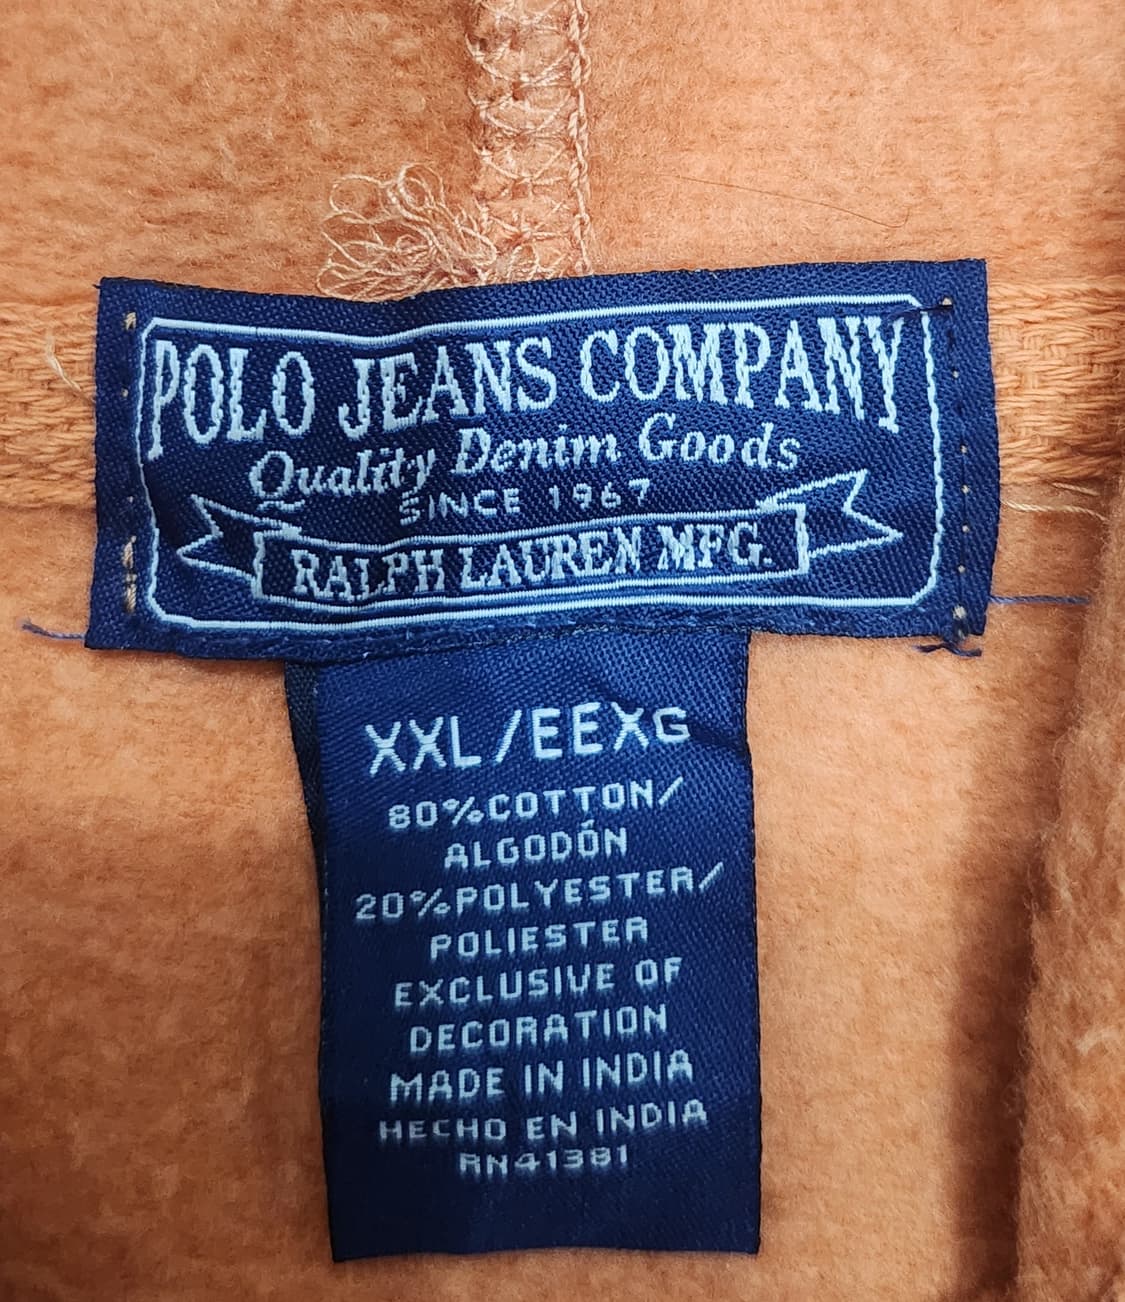 POLO JEANS COMPANY
Quality Denim Goods
SINCE 1967
RALPH LAUREN MFG.
XXL/EEXG
80%COTTON/
ALGODÓN
20%POLYESTER/
POLIESTER
EXCLUSIVE OF
DECORATION
MADE IN INDIA
HECHO EN INDIA
RN41381